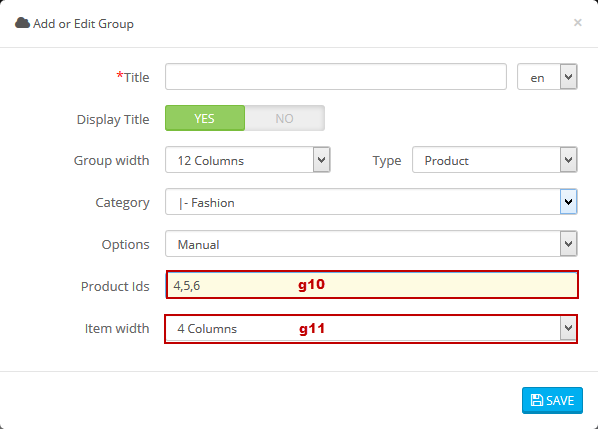 Add or Edit Group ×
*Title en
Display Title YES NO
Group width 12 Columns Type Product
Category |- Fashion
Options Manual
Product Ids 4,5,6 g10
Item width 4 Columns g11
SAVE